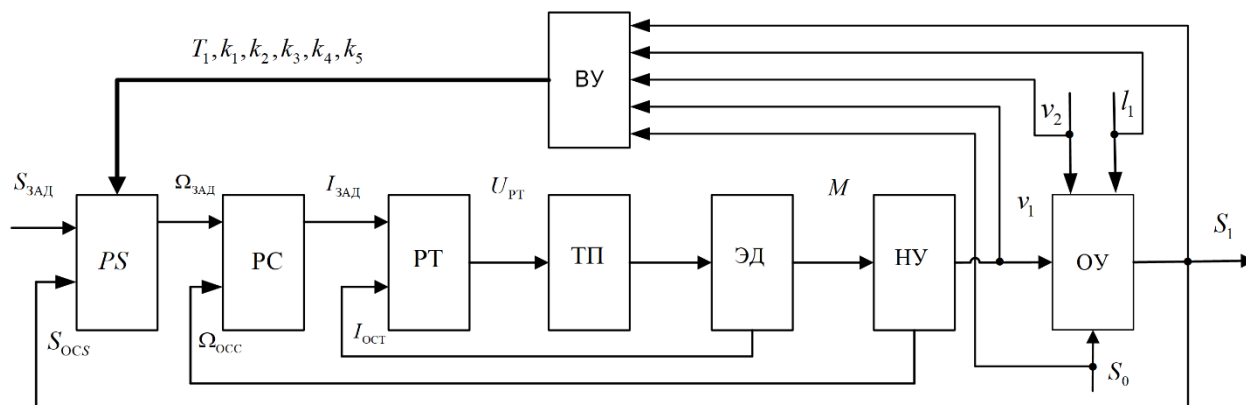 T₁, k₁, k₂, k₃, k₄, k₅
ВУ
v₂
l₁
S_ЗАД
Ω_ЗАД
I_ЗАД
U_РТ
M
v₁
S₁
PS
РС
РТ
ТП
ЭД
НУ
ОУ
S_ОСS
Ω_ОСС
I_ОСТ
S₀